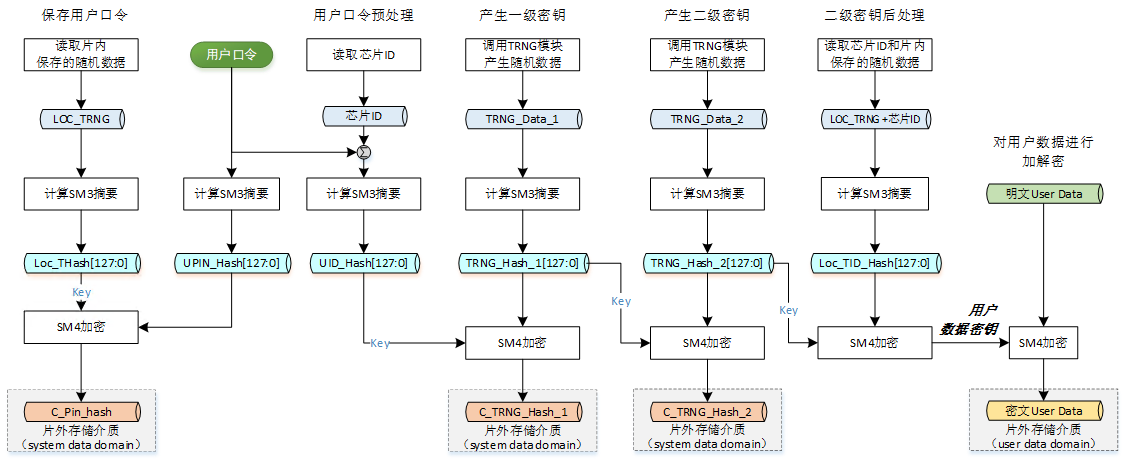 保存用户口令
用户口令预处理
产生一级密钥
产生二级密钥
二级密钥后处理
读取片内
保存的随机数据
用户口令
读取芯片ID
调用TRNG模块
产生随机数据
调用TRNG模块
产生随机数据
读取芯片ID和片内
保存的随机数据
LOC_TRNG
芯片ID
TRNG_Data_1
TRNG_Data_2
LOC_TRNG+芯片ID
Σ
对用户数据进行
加解密
计算SM3摘要
计算SM3摘要
计算SM3摘要
计算SM3摘要
计算SM3摘要
计算SM3摘要
明文User Data
Loc_THash[127:0]
UPIN_Hash[127:0]
UID_Hash[127:0]
TRNG_Hash_1[127:0]
TRNG_Hash_2[127:0]
Loc_TID_Hash[127:0]
Key
Key
Key
用户
数据密钥
SM4加密
Key
SM4加密
SM4加密
SM4加密
SM4加密
C_Pin_hash
C_TRNG_Hash_1
C_TRNG_Hash_2
密文User Data
片外存储介质
(system data domain)
片外存储介质
(system data domain)
片外存储介质
(system data domain)
片外存储介质
(user data domain)